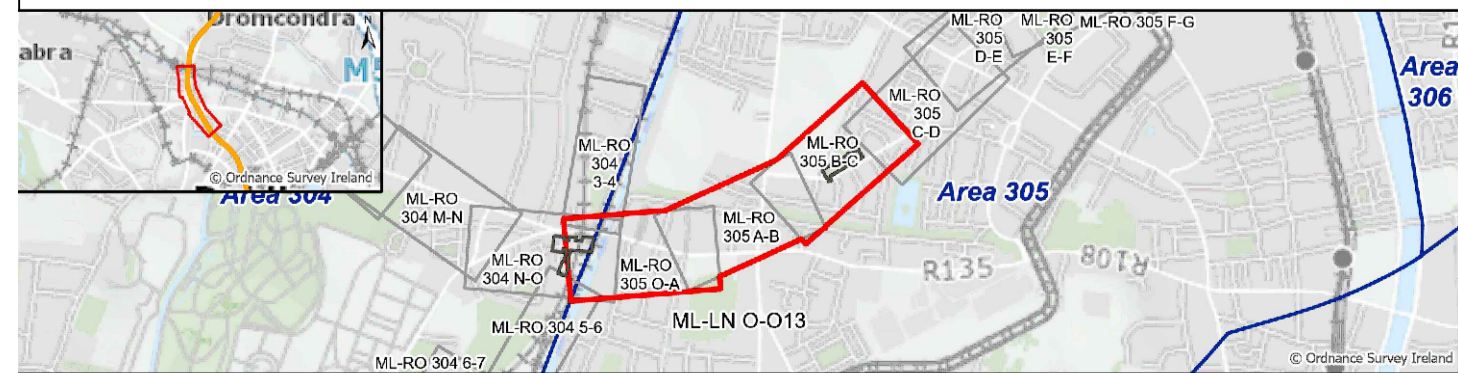 Dromcondra
N
abra
M
© Ordnance Survey Ireland
Area 304
ML-RO
304 M-N
ML-RO
304 N-O
ML-RO
304
3-4
ML-RO
305 O-A
ML-RO 304 5-6
ML-RO 304 6-7
ML-RO
305 A-B
ML-RO
305 B-C
ML-RO
305
C-D
ML-RO
305
D-E
ML-RO
305
E-F
ML-RO 305 F-G
Area 305
Area
306
R135
R108
ML-LN O-O13
© Ordnance Survey Ireland